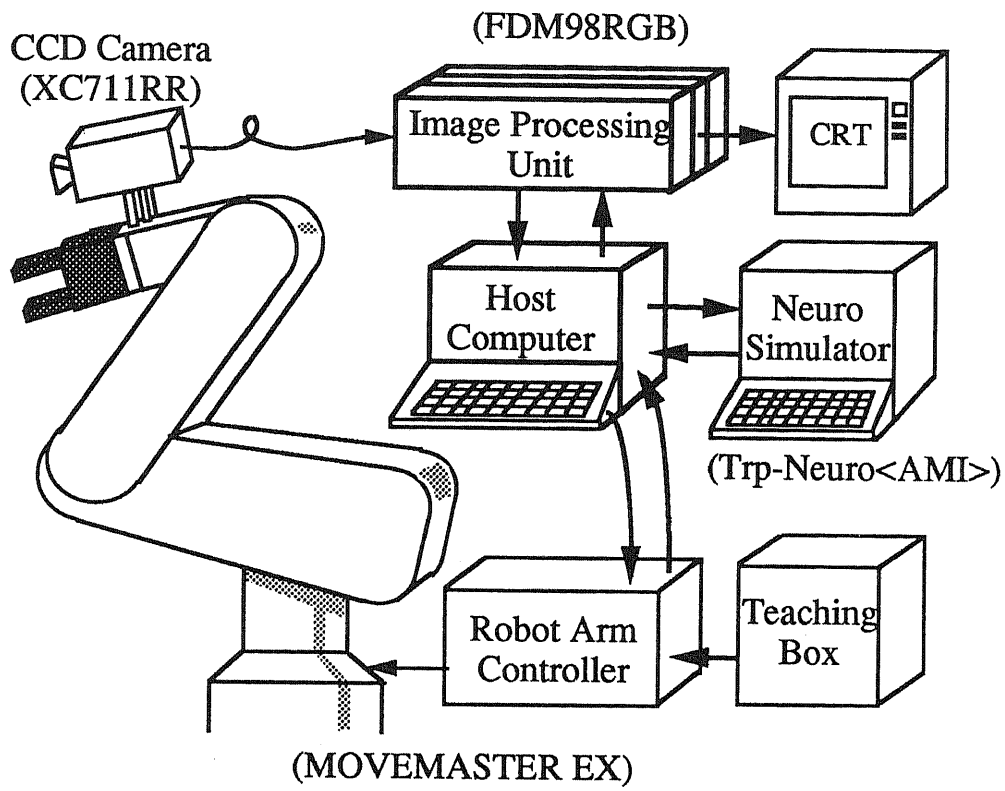 (FDM98RGB)
CCD Camera
(XC711RR)
Image Processing
Unit
CRT
Host
Computer
Neuro
Simulator
(Trp-Neuro<AMI>)
Robot Arm
Controller
Teaching
Box
(MOVEMASTER EX)